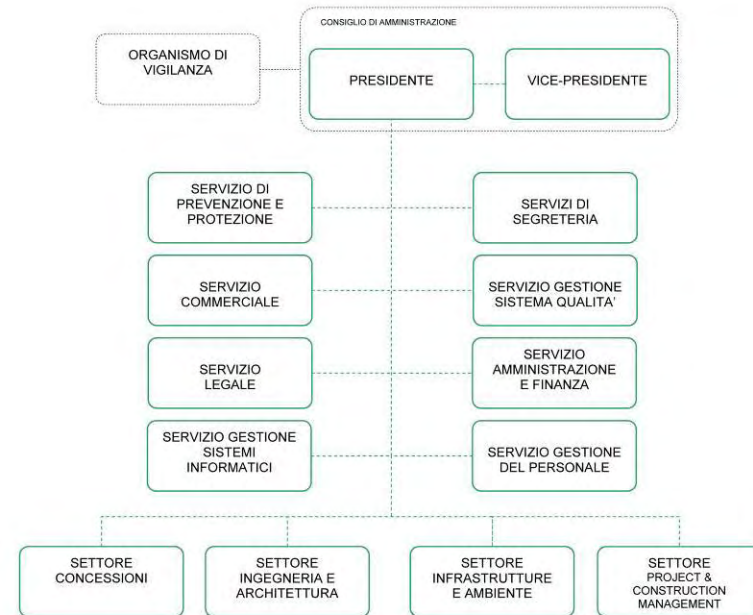 CONSIGLIO DI AMMINISTRAZIONE
ORGANISMO DI
VIGILANZA
PRESIDENTE
VICE-PRESIDENTE
SERVIZIO DI
PREVENZIONE E
PROTEZIONE
SERVIZI DI
SEGRETERIA
SERVIZIO
COMMERCIALE
SERVIZIO GESTIONE
SISTEMA QUALITA'
SERVIZIO
LEGALE
SERVIZIO
AMMINISTRAZIONE
E FINANZA
SERVIZIO GESTIONE
SISTEMI
INFORMATICI
SERVIZIO GESTIONE
DEL PERSONALE
SETTORE
CONCESSIONI
SETTORE
INGEGNERIA E
ARCHITETTURA
SETTORE
INFRASTRUTTURE
E AMBIENTE
SETTORE
PROJECT &
CONSTRUCTION
MANAGEMENT